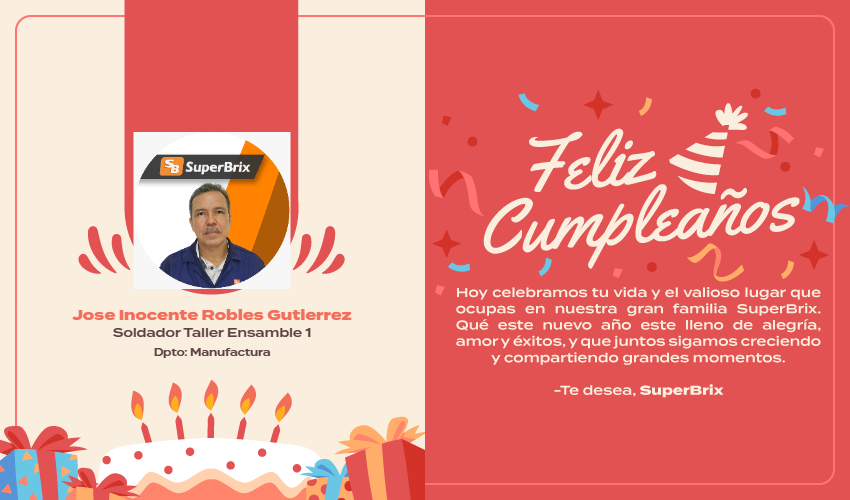 SB SuperBrix
Jose Inocente Robles Gutierrez
Soldador Taller Ensamble 1
Dpto: Manufactura
Feliz
Cumpleaños
Hoy celebramos tu vida y el valioso lugar que
ocupas en nuestra gran familia SuperBrix.
Qué este nuevo año este lleno de alegría,
amor y éxitos, y que juntos sigamos creciendo
y compartiendo grandes momentos.
-Te desea, SuperBrix